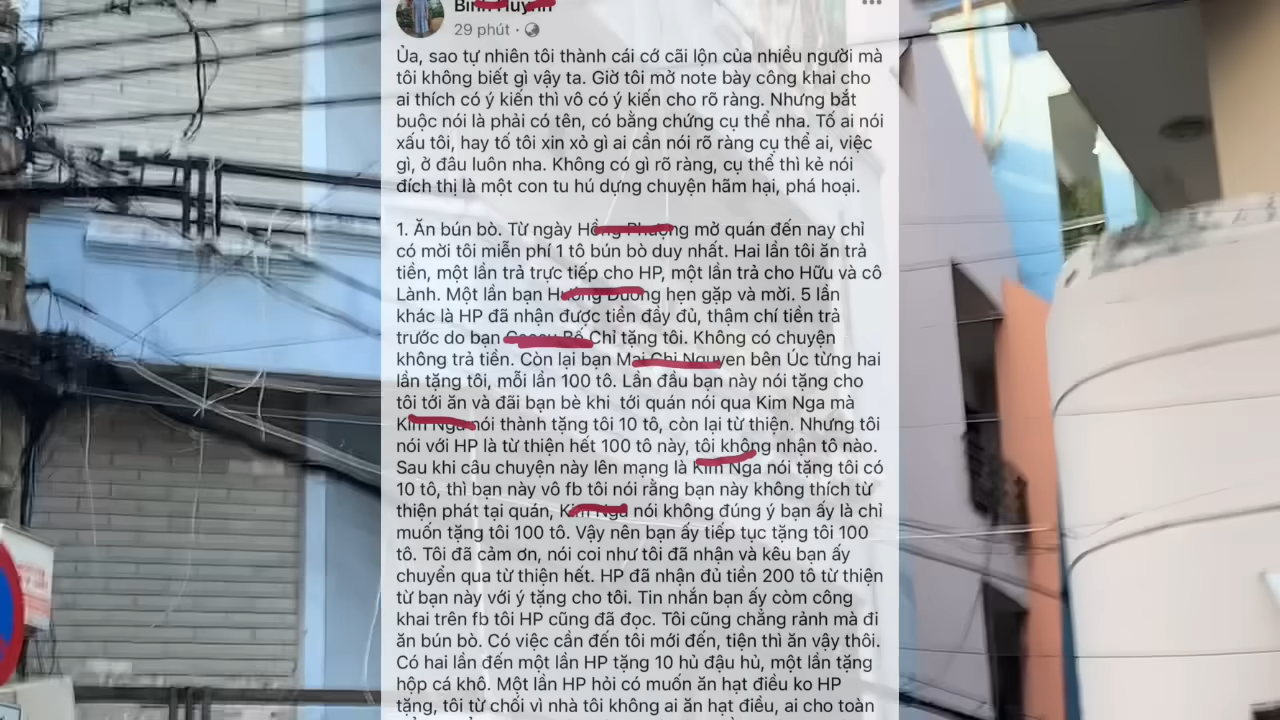 29 phút
Ủa, sao tự nhiên tôi thành cái cớ cãi lộn của nhiều người mà
tôi không biết gì vậy ta. Giờ tôi mở note bày công khai cho
ai thích có ý kiến thì vô có ý kiến cho rõ ràng. Nhưng bắt
buộc nói là phải có tên, có bằng chứng cụ thể nha. Tố ai nói
xấu tôi, hay tố tôi xin xỏ gì ai cần nói rõ ràng cụ thể ai, việc
gì, ở đâu luôn nha. Không có gì rõ ràng, cụ thể thì kẻ nói
đích thị là một con tu hú dựng chuyện hãm hại, phá hoại.
1. Ăn bún bò. Từ ngày mở quán đến nay chỉ
có mời tôi miễn phí 1 tô bún bò duy nhất. Hai lần tôi ăn trả
tiền, một lần trả trực tiếp cho HP, một lần trả cho Hữu và cô
Lành. Một lần bạn hẹn gặp và mời. 5 lần
khác là HP đã nhận được tiền đầy đủ, thậm chí tiền trả
trước do bạn Chỉ tặng tôi. Không có chuyện
không trả tiền. Còn lại bạn bên Úc từng hai
lần tặng tôi, mỗi lần 100 tô. Lần đầu bạn này nói tặng cho
tôi tới ăn và đãi bạn bè khi tới quán nói qua Kim Nga mà
nói thành tặng tôi 10 tô, còn lại từ thiện. Nhưng tôi
nói với HP là từ thiện hết 100 tô này, tôi không nhận tô nào.
Sau khi câu chuyện này lên mạng là Kim Nga nói tặng tôi có
10 tô, thì bạn này vô fb tôi nói rằng bạn này không thích từ
thiện phát tại quán, nói không đúng ý bạn ấy là chỉ
muốn tặng tôi 100 tô. Vậy nên bạn ấy tiếp tục tặng tôi 100
tô. Tôi đã cảm ơn, nói coi như tôi đã nhận và kêu bạn ấy
chuyển qua từ thiện hết. HP đã nhận đủ tiền 200 tô từ thiện
từ bạn này với ý tặng cho tôi. Tin nhắn bạn ấy còm công
khai trên fb tôi HP cũng đã đọc. Tôi cũng chẳng rảnh mà đi
ăn bún bò. Có việc cần đến tôi mới đến, tiện thì ăn vậy thôi.
Có hai lần đến một lần HP tặng 10 hủ đậu hủ, một lần tặng
hộp cá khô. Một lần HP hỏi có muốn ăn hạt điều ko HP
tặng, tôi từ chối vì nhà tôi không ai ăn hạt điều, ai cho toàn